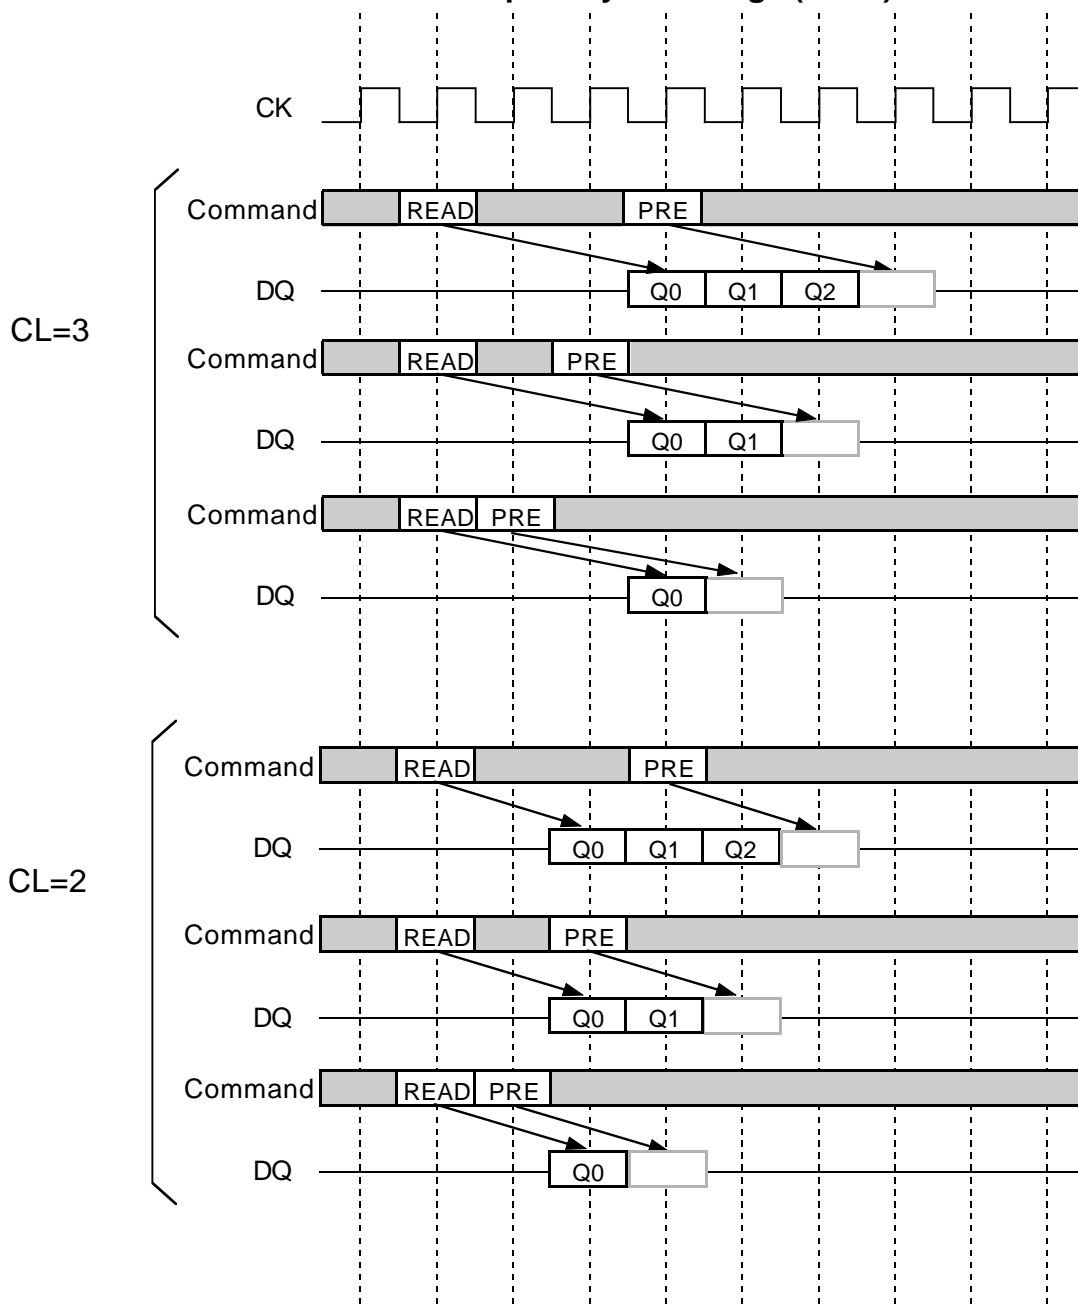 CK
Command READ PRE
DQ Q0 Q1 Q2
CL=3
Command READ PRE
DQ Q0 Q1
Command READ PRE
DQ Q0
Command READ PRE
DQ Q0 Q1 Q2
CL=2
Command READ PRE
DQ Q0 Q1
Command READ PRE
DQ Q0